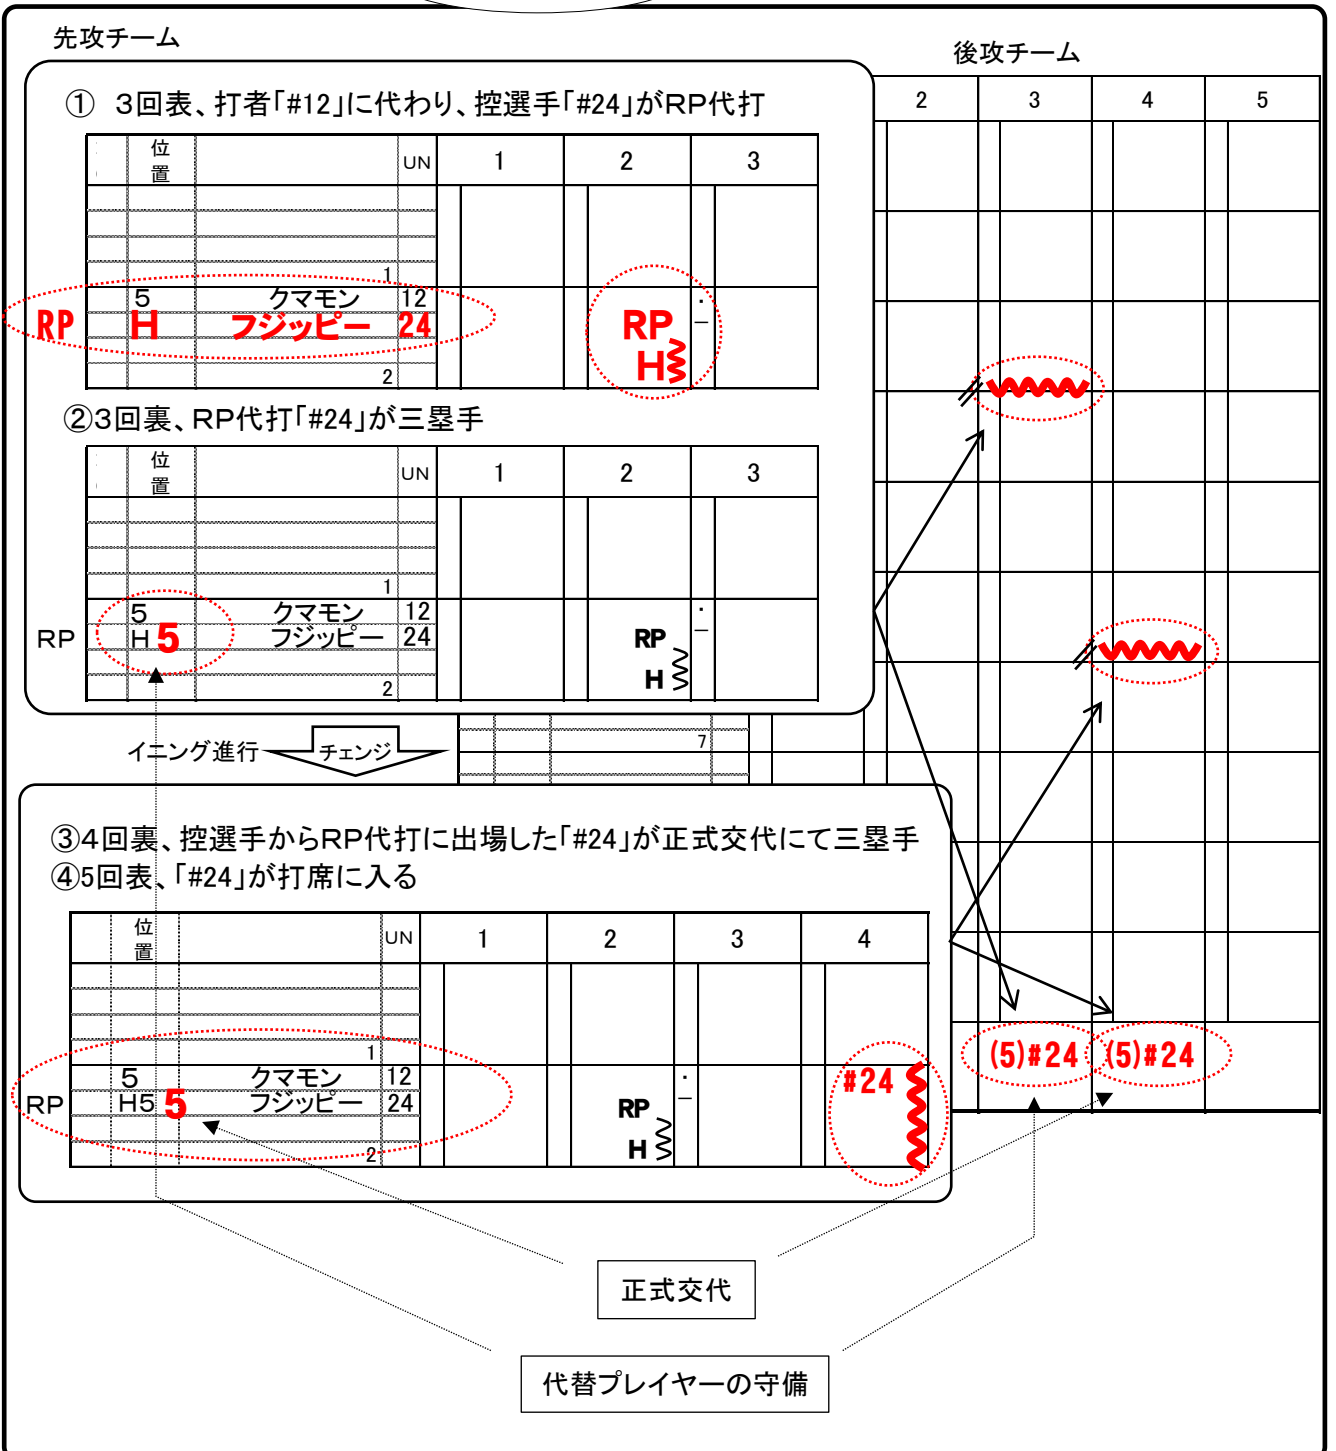 先攻チーム
後攻チーム
2 3 4 5
① 3回表、打者「#12」に代わり、控選手「#24」がRP代打
位置 UN 1 2 3
1
5 クマモン 12
RP H フジッピー 24 RP
H
2
②3回裏、RP代打「#24」が三塁手
位置 UN 1 2 3
1
5 クマモン 12
RP H 5 フジッピー 24 RP
H
2
イニング進行 チェンジ
7
③4回裏、控選手からRP代打に出場した「#24」が正式交代にて三塁手
④5回表、「#24」が打席に入る
位置 UN 1 2 3 4
1
5 クマモン 12 #24
RP H5 5 フジッピー 24 RP
H
2
(5)#24 (5)#24
正式交代
代替プレイヤーの守備